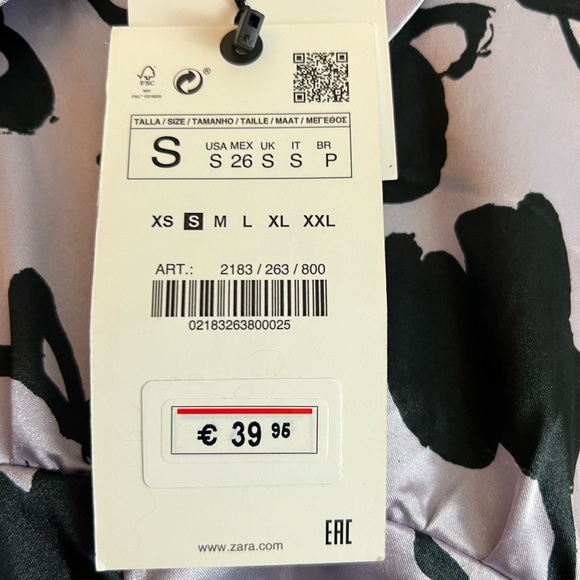 FSC
®
TALLA / SIZE / TAMANHO / TAILLE / MAAT / ΜΕΓΕΘΟΣ
S
USA MEX UK IT BR
S 26 S S P
XS S M L XL XXL
ART.: 2183 / 263 / 800
02183263800025
€ 39 95
EAC
www.zara.com